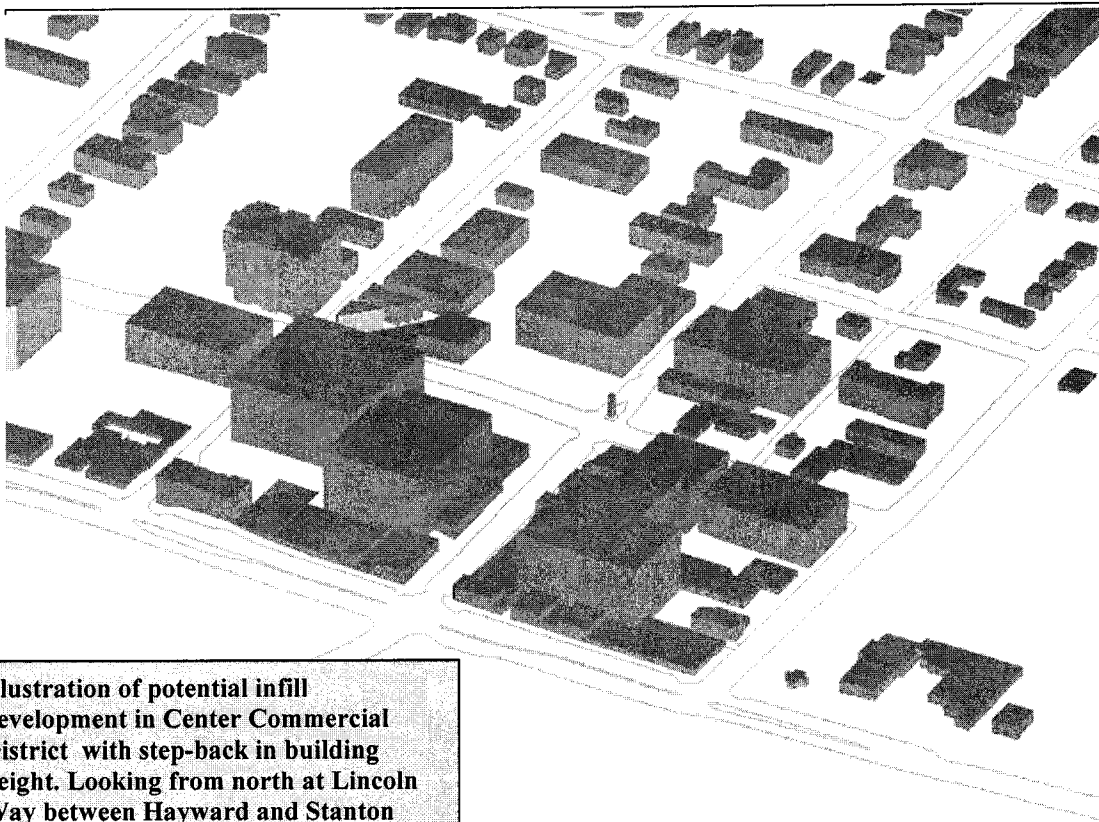 llustration of potential infill
evelopment in Center Commercial
istrict with step-back in building
eight. Looking from north at Lincoln
Way between Hayward and Stanton